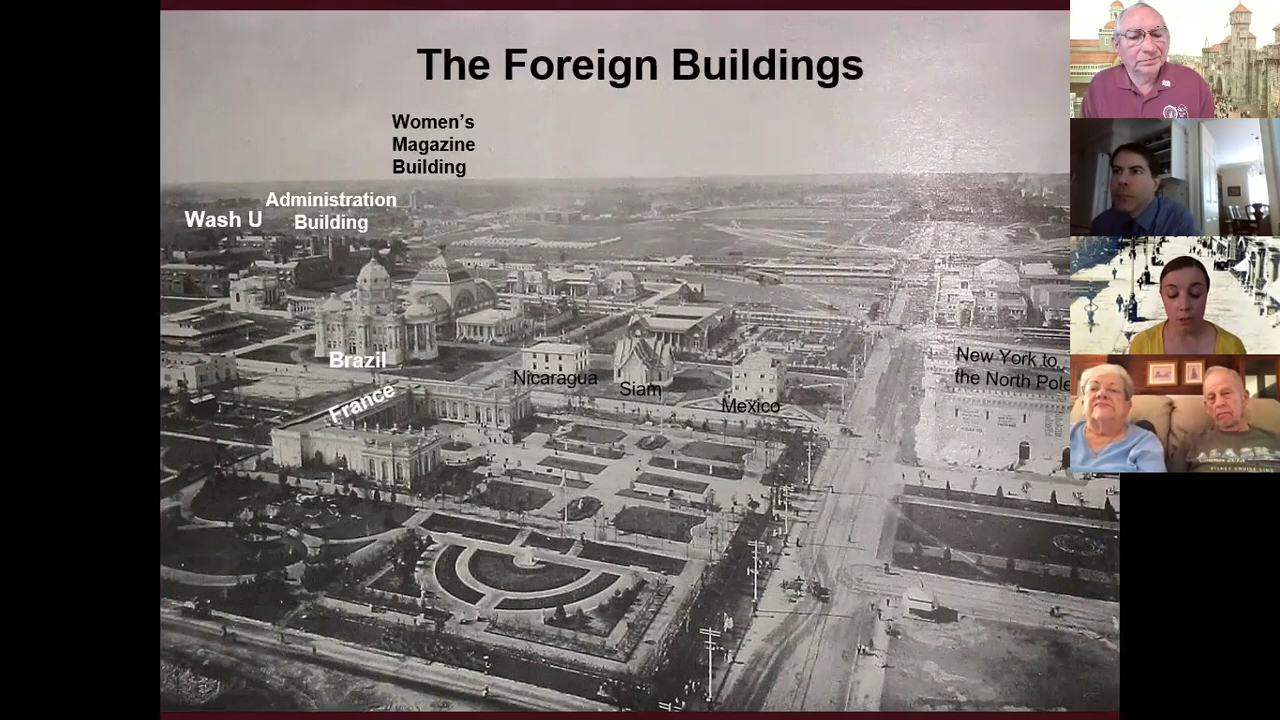 The Foreign Buildings
Women's
Magazine
Building
Administration
Building
Wash U
Brazil
France
Nicaragua
Siam
Mexico
New York to...
the North Pole